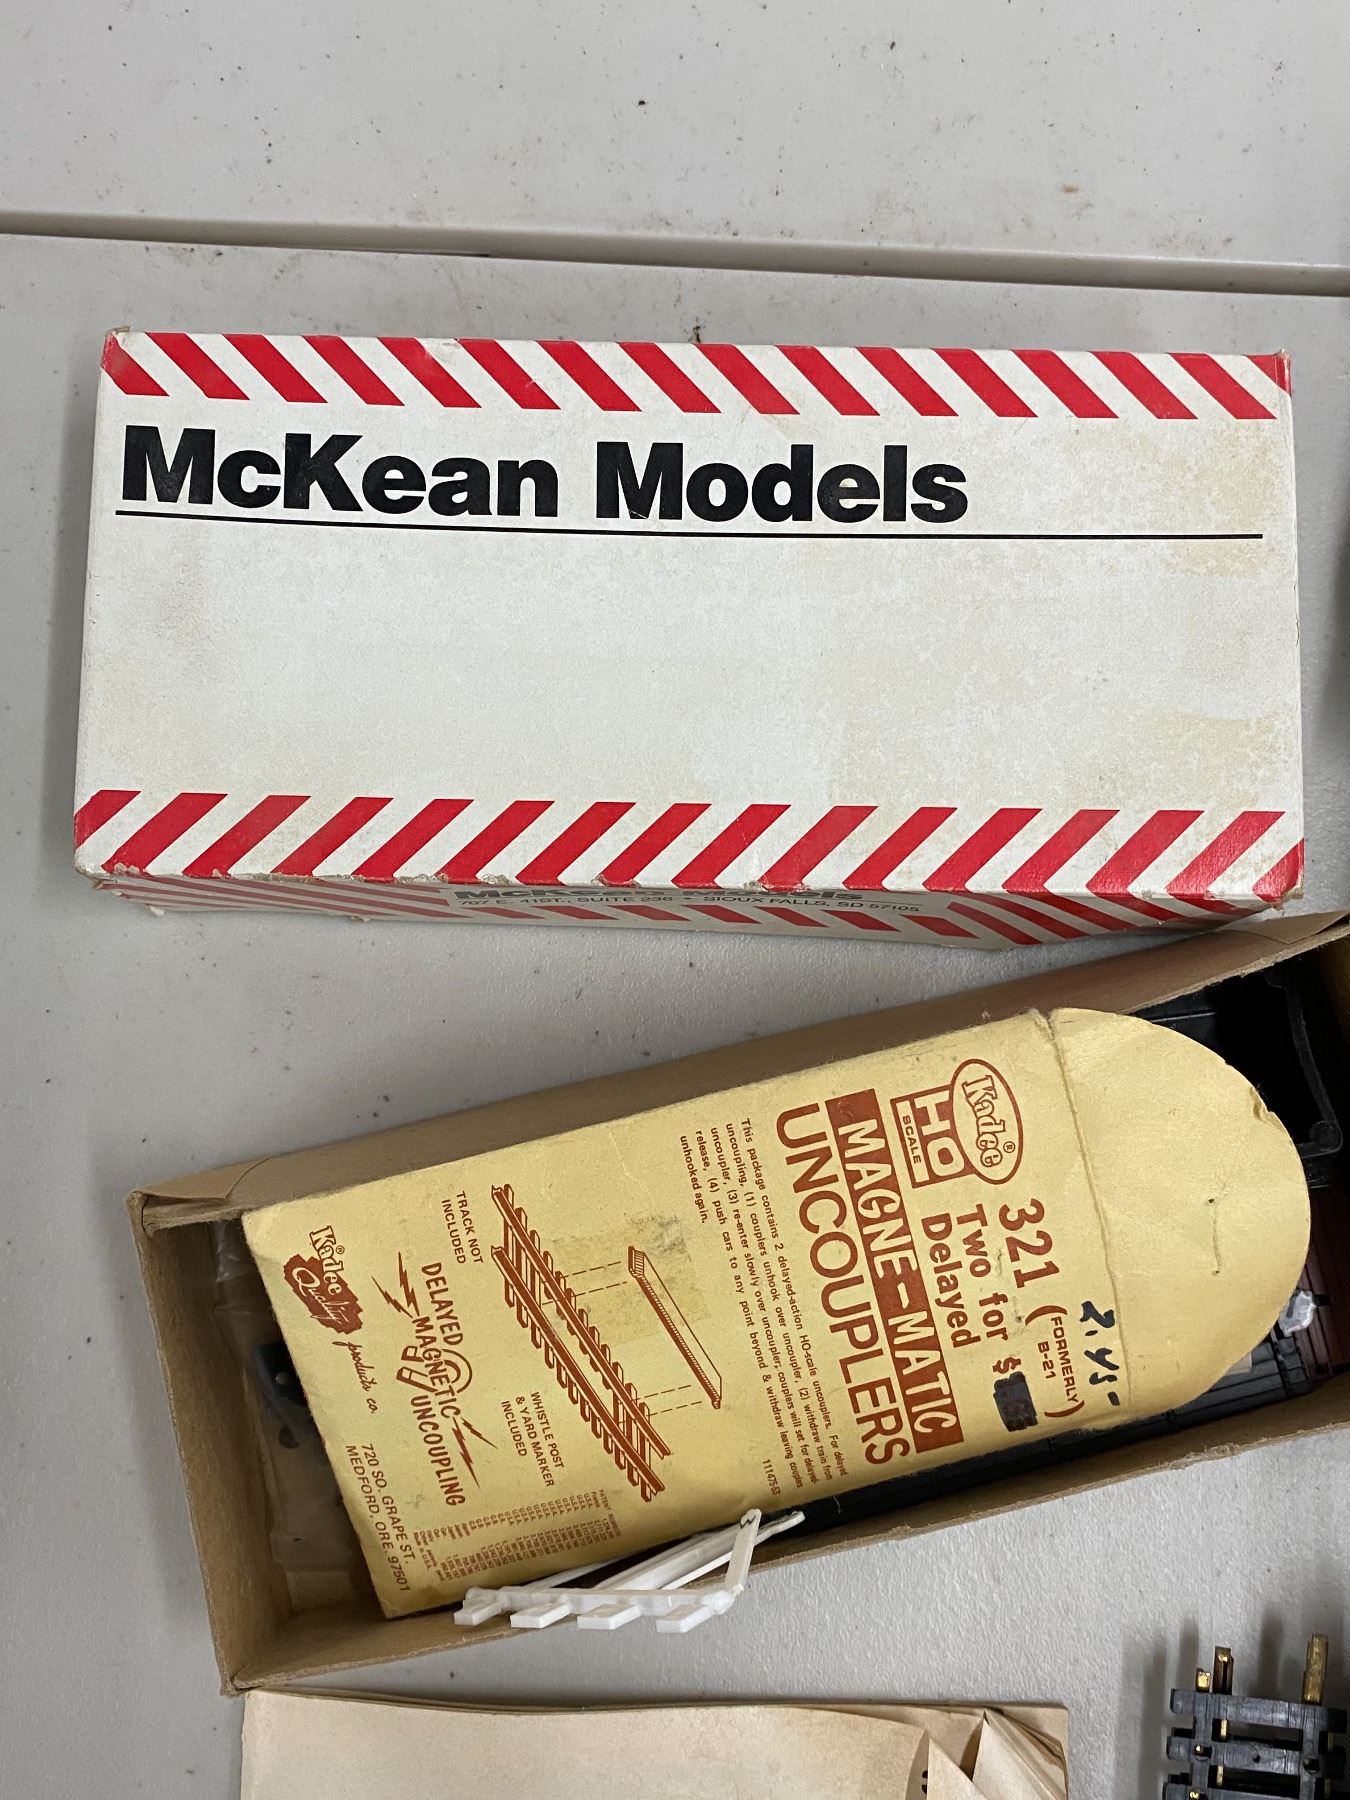 McKean Models
McKean Models
707 E. 41ST., SUITE 236 • SIOUX FALLS, SD 57105
Kadee®
HO
SCALE
321 (FORMERLY B-21)
Two for $
Delayed
2.45-
MAGNE-MATIC
UNCOUPLERS
This package contains 2 delayed-action HO-scale uncouplers. For delayed
uncoupling, (1) couplers unhook over uncoupler, (2) withdraw train from
uncoupler, (3) re-enter slowly over uncoupler, couplers will set for delayed
release, (4) push cars to any point beyond & withdraw leaving couplers
unhooked again.
TRACK NOT
INCLUDED
WHISTLE POST
& YARD MARKER
INCLUDED
DELAYED
MAGNETIC
UNCOUPLING
Kadee®
Quality
products co.
720 SO. GRAPE ST.
MEDFORD, ORE. 97501